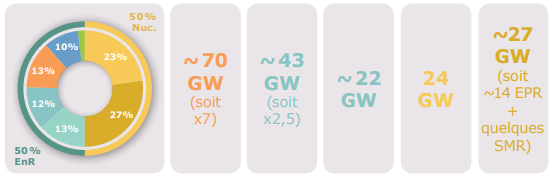 50%
Nuc.
10%
23%
13%
12%
13%
27%
50%
EnR
~70
GW
(soit
x7)
~43
GW
(soit
x2,5)
~22
GW
24
GW
~27
GW
(soit
~14 EPR
+
quelques
SMR)